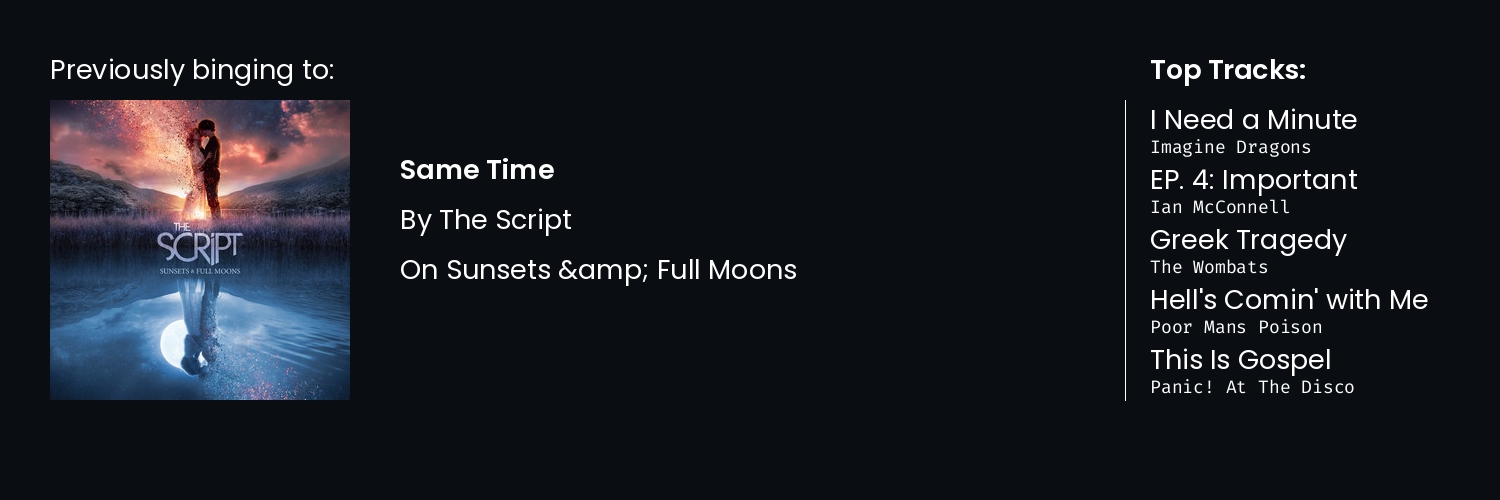 Previously binging to:
THE
SCRIPT
SUNSETS & FULL MOONS
Same Time
By The Script
On Sunsets &amp; Full Moons
Top Tracks:
I Need a Minute
Imagine Dragons
EP. 4: Important
Ian McConnell
Greek Tragedy
The Wombats
Hell's Comin' with Me
Poor Mans Poison
This Is Gospel
Panic! At The Disco